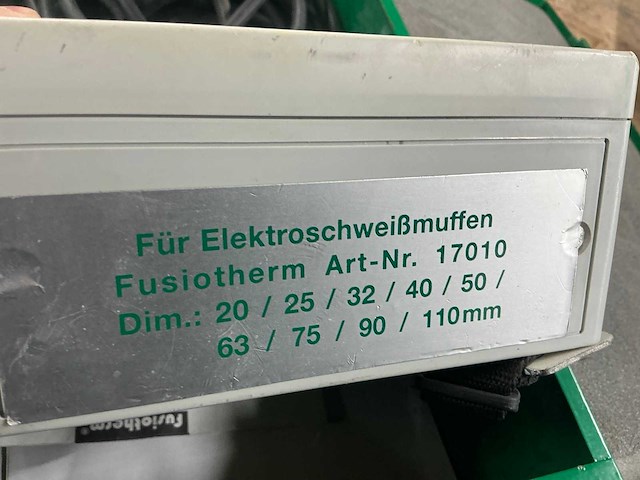 Für Elektroschweißmuffen
Fusiotherm Art-Nr. 17010
Dim.: 20 / 25 / 32 / 40 / 50 /
63 / 75 / 90 / 110mm
fusiotherm®